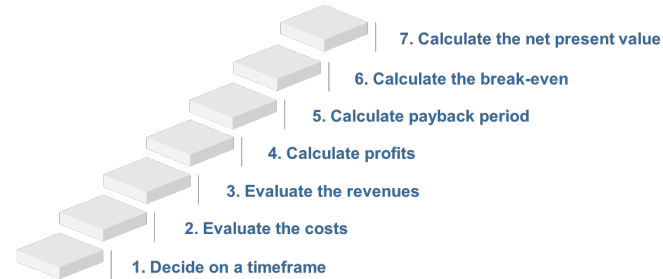 7. Calculate the net present value
6. Calculate the break-even
5. Calculate payback period
4. Calculate profits
3. Evaluate the revenues
2. Evaluate the costs
1. Decide on a timeframe